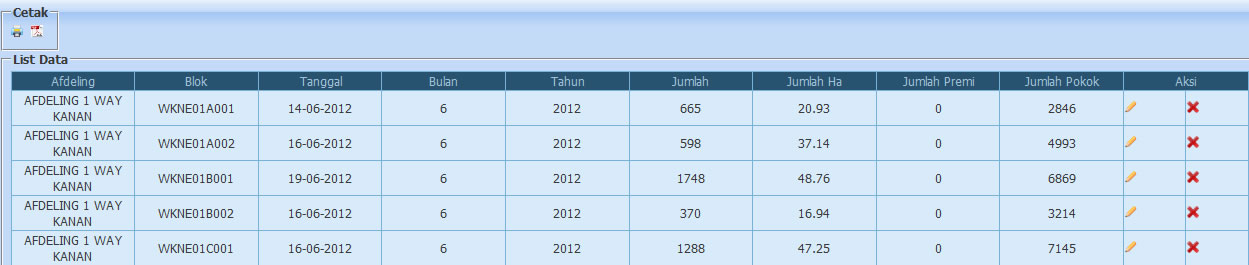 Cetak
List Data
Afdeling Blok Tanggal Bulan Tahun Jumlah Jumlah Ha Jumlah Premi Jumlah Pokok Aksi
AFDELING 1 WAY
KANAN WKNE01A001 14-06-2012 6 2012 665 20.93 0 2846
AFDELING 1 WAY
KANAN WKNE01A002 16-06-2012 6 2012 598 37.14 0 4993
AFDELING 1 WAY
KANAN WKNE01B001 19-06-2012 6 2012 1748 48.76 0 6869
AFDELING 1 WAY
KANAN WKNE01B002 16-06-2012 6 2012 370 16.94 0 3214
AFDELING 1 WAY
KANAN WKNE01C001 16-06-2012 6 2012 1288 47.25 0 7145